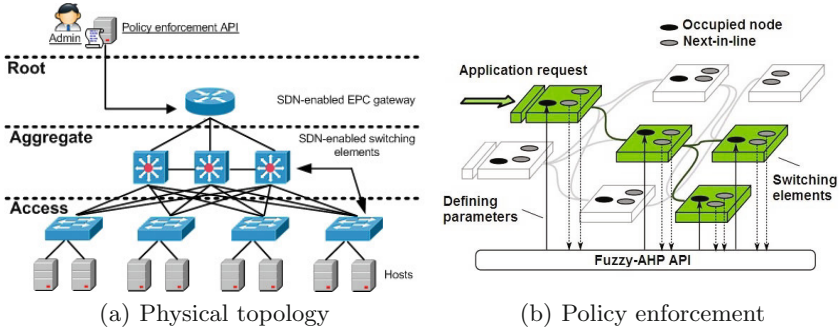 Policy enforcement API
Admin
Root
SDN-enabled EPC gateway
Aggregate
SDN-enabled switching
elements
Access
Hosts
(a) Physical topology
Occupied node
Next-in-line
Application request
Switching
elements
Defining
parameters
Fuzzy-AHP API
(b) Policy enforcement